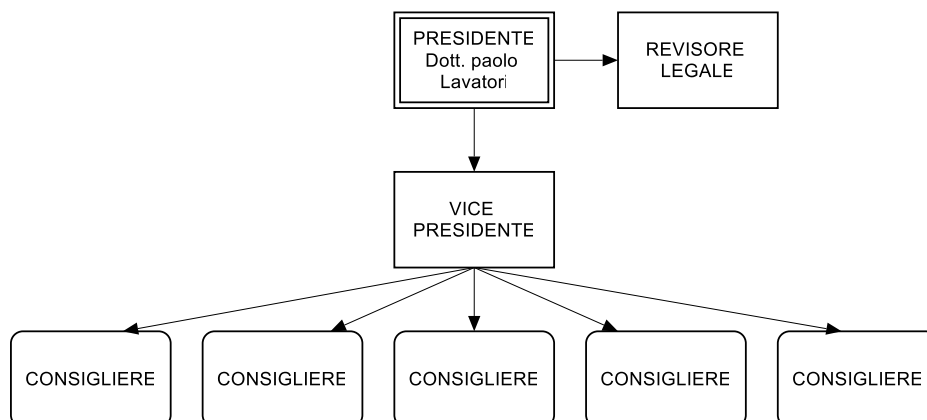 PRESIDENTE
Dott. paolo
Lavatori
REVISORE
LEGALE
VICE
PRESIDENTE
CONSIGLIERE
CONSIGLIERE
CONSIGLIERE
CONSIGLIERE
CONSIGLIERE